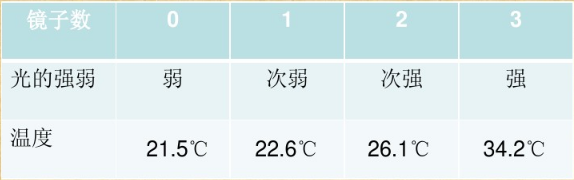 镜子数 0 1 2 3
光的强弱 弱 次弱 次强 强
温度 21.5℃ 22.6℃ 26.1℃ 34.2℃